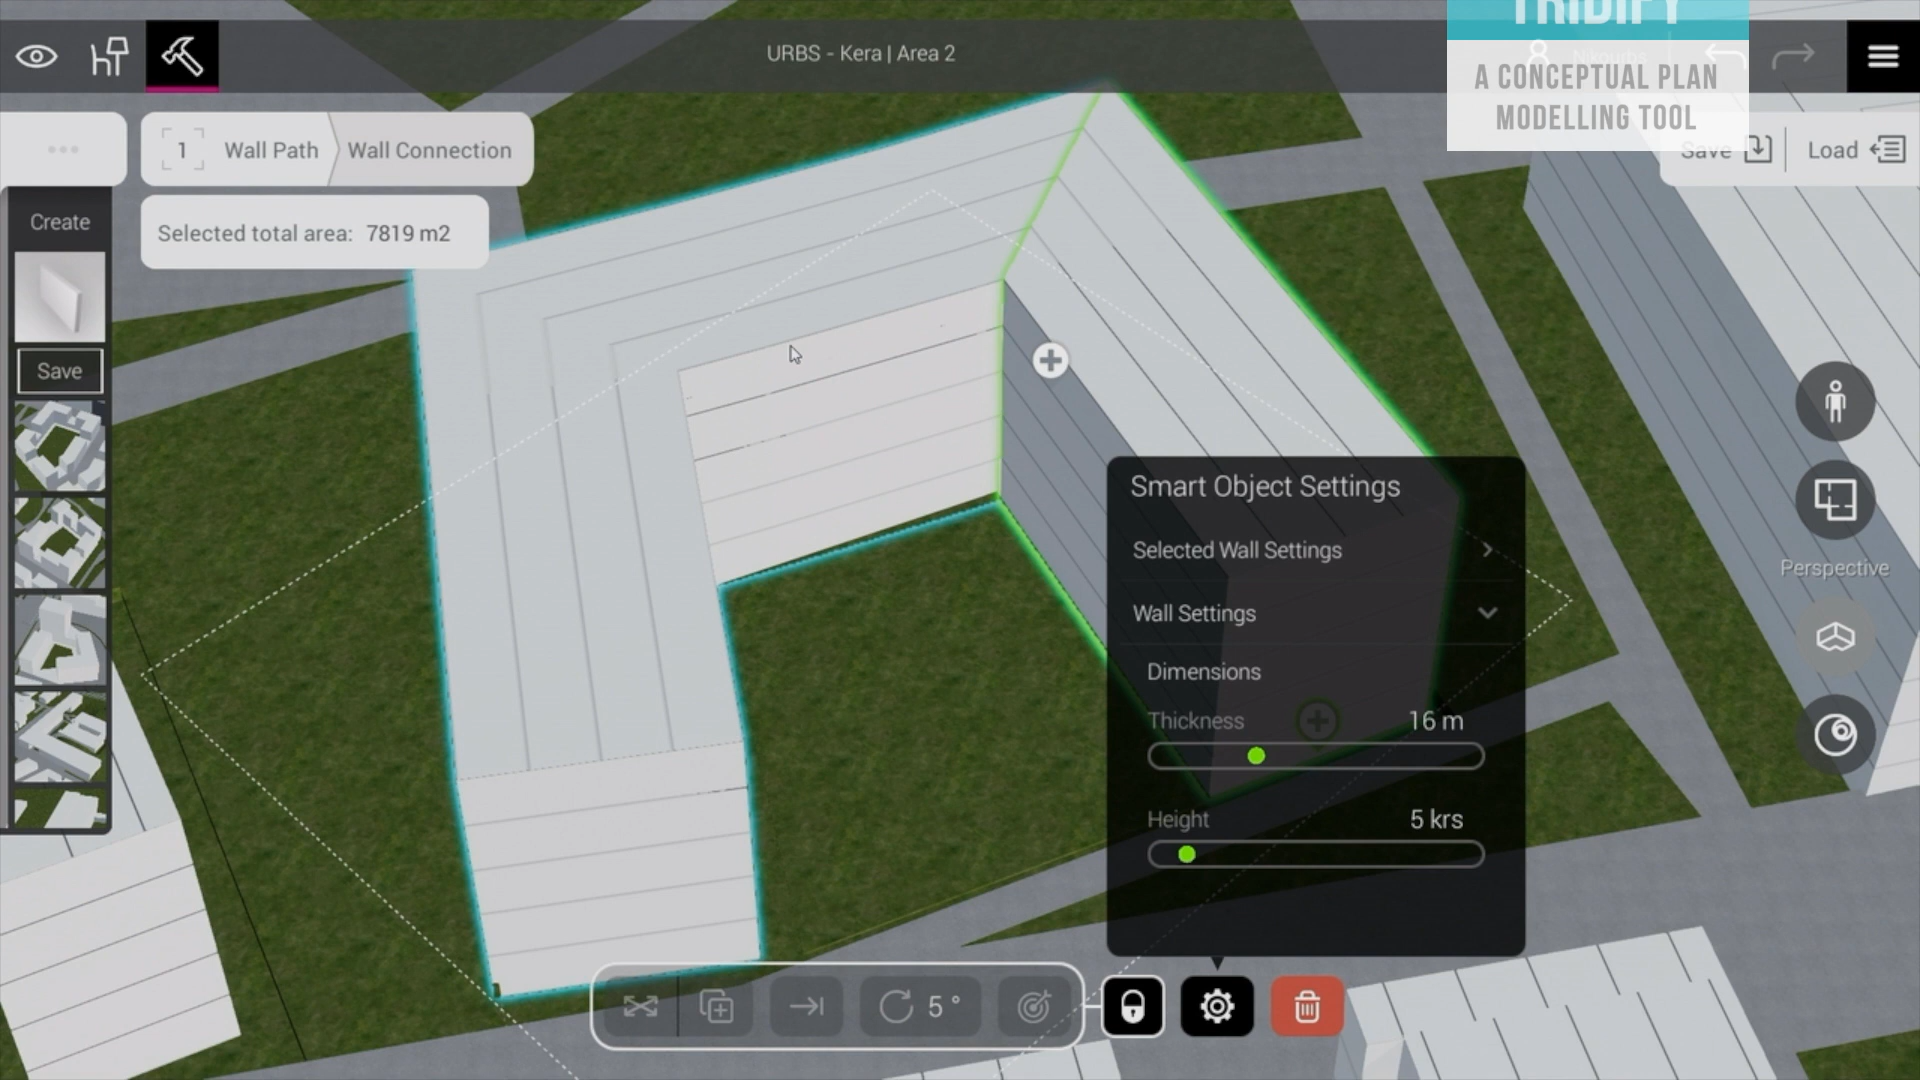 TRIDIFY
A CONCEPTUAL PLAN
MODELLING TOOL
URBS - Kera | Area 2
1 Wall Path Wall Connection
Save Load
Selected total area: 7819 m2
Create
Save
Smart Object Settings
Selected Wall Settings
Wall Settings
Dimensions
Thickness 16 m
Height 5 krs
Perspective
5 °